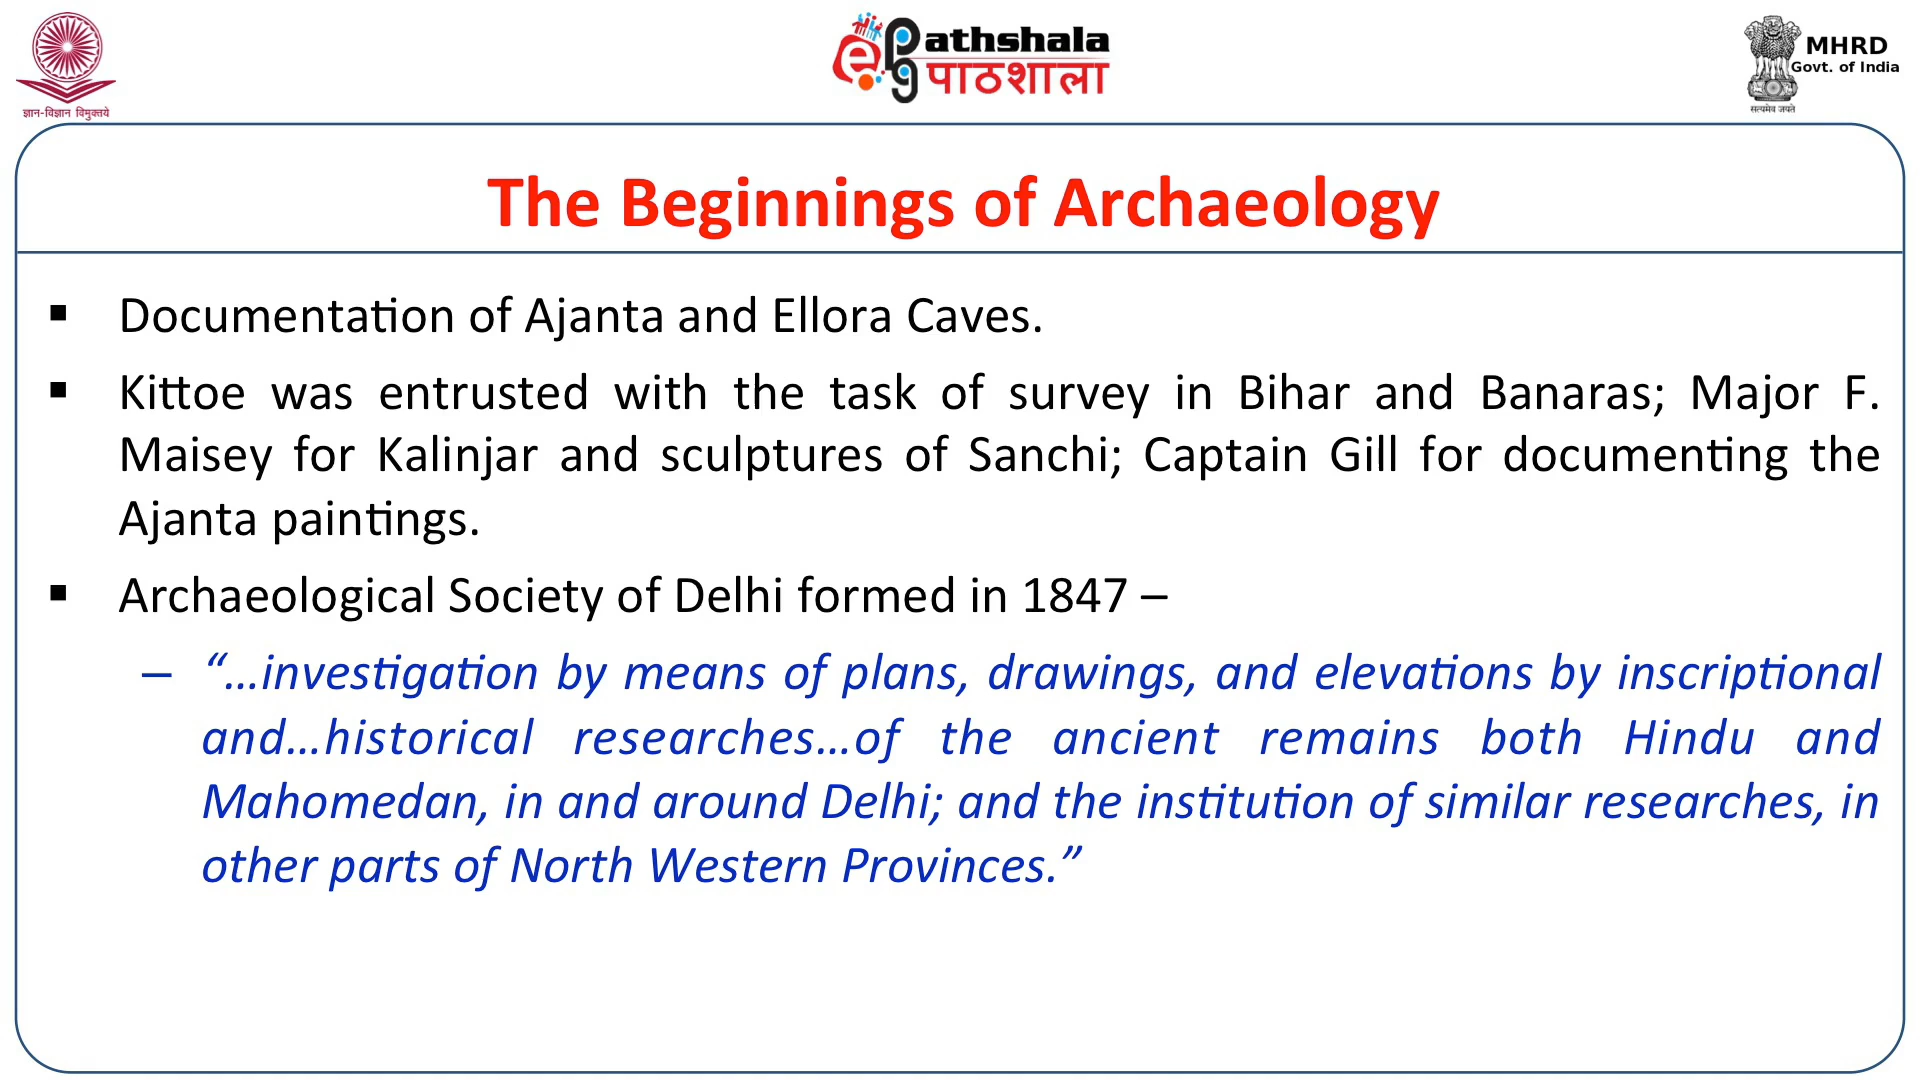 ज्ञान-विज्ञान विमुक्तये
ePathshala
पाठशाला
MHRD
Govt. of India
सत्यमेव जयते
The Beginnings of Archaeology
▪ Documentation of Ajanta and Ellora Caves.
▪ Kittoe was entrusted with the task of survey in Bihar and Banaras; Major F.
Maisey for Kalinjar and sculptures of Sanchi; Captain Gill for documenting the
Ajanta paintings.
▪ Archaeological Society of Delhi formed in 1847 –
– “…investigation by means of plans, drawings, and elevations by inscriptional
and…historical researches…of the ancient remains both Hindu and
Mahomedan, in and around Delhi; and the institution of similar researches, in
other parts of North Western Provinces.”